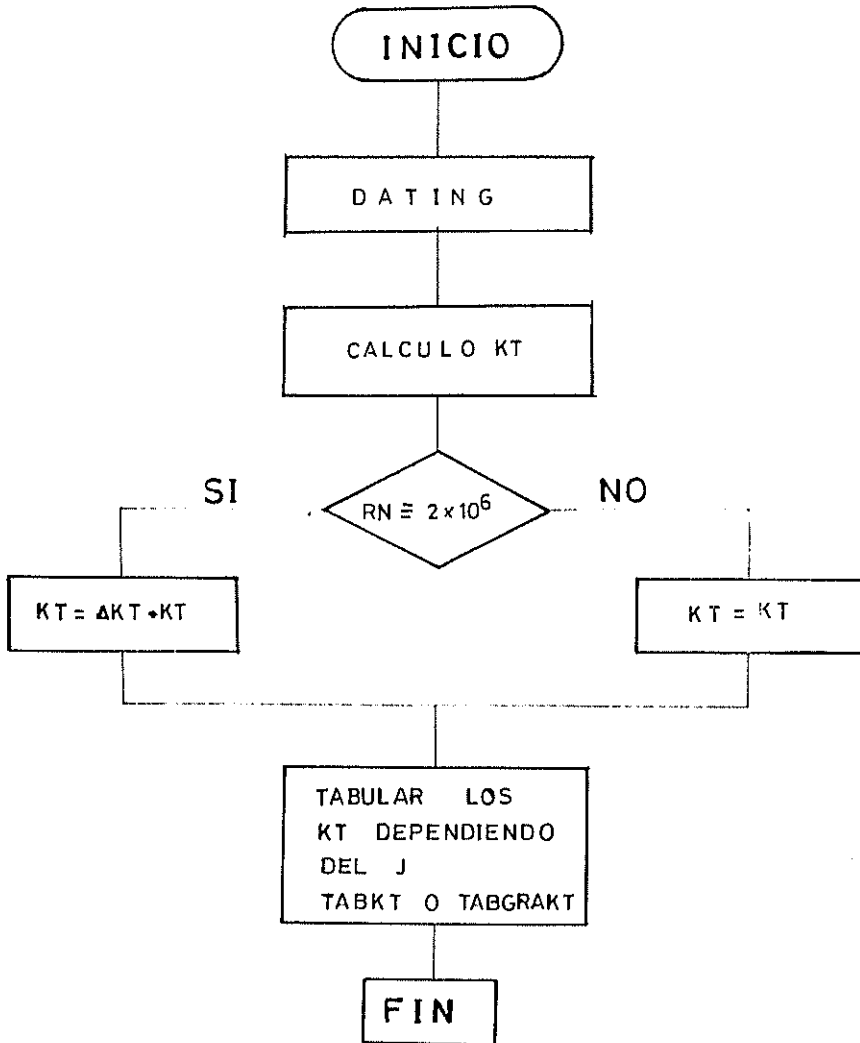 INICIO
DATING
CALCULO KT
SI
RN ≅ 2 x 10⁶
NO
KT = ΔKT + KT
KT = KT
TABULAR LOS
KT DEPENDIENDO
DEL J
TABKT O TABGRAKT
FIN